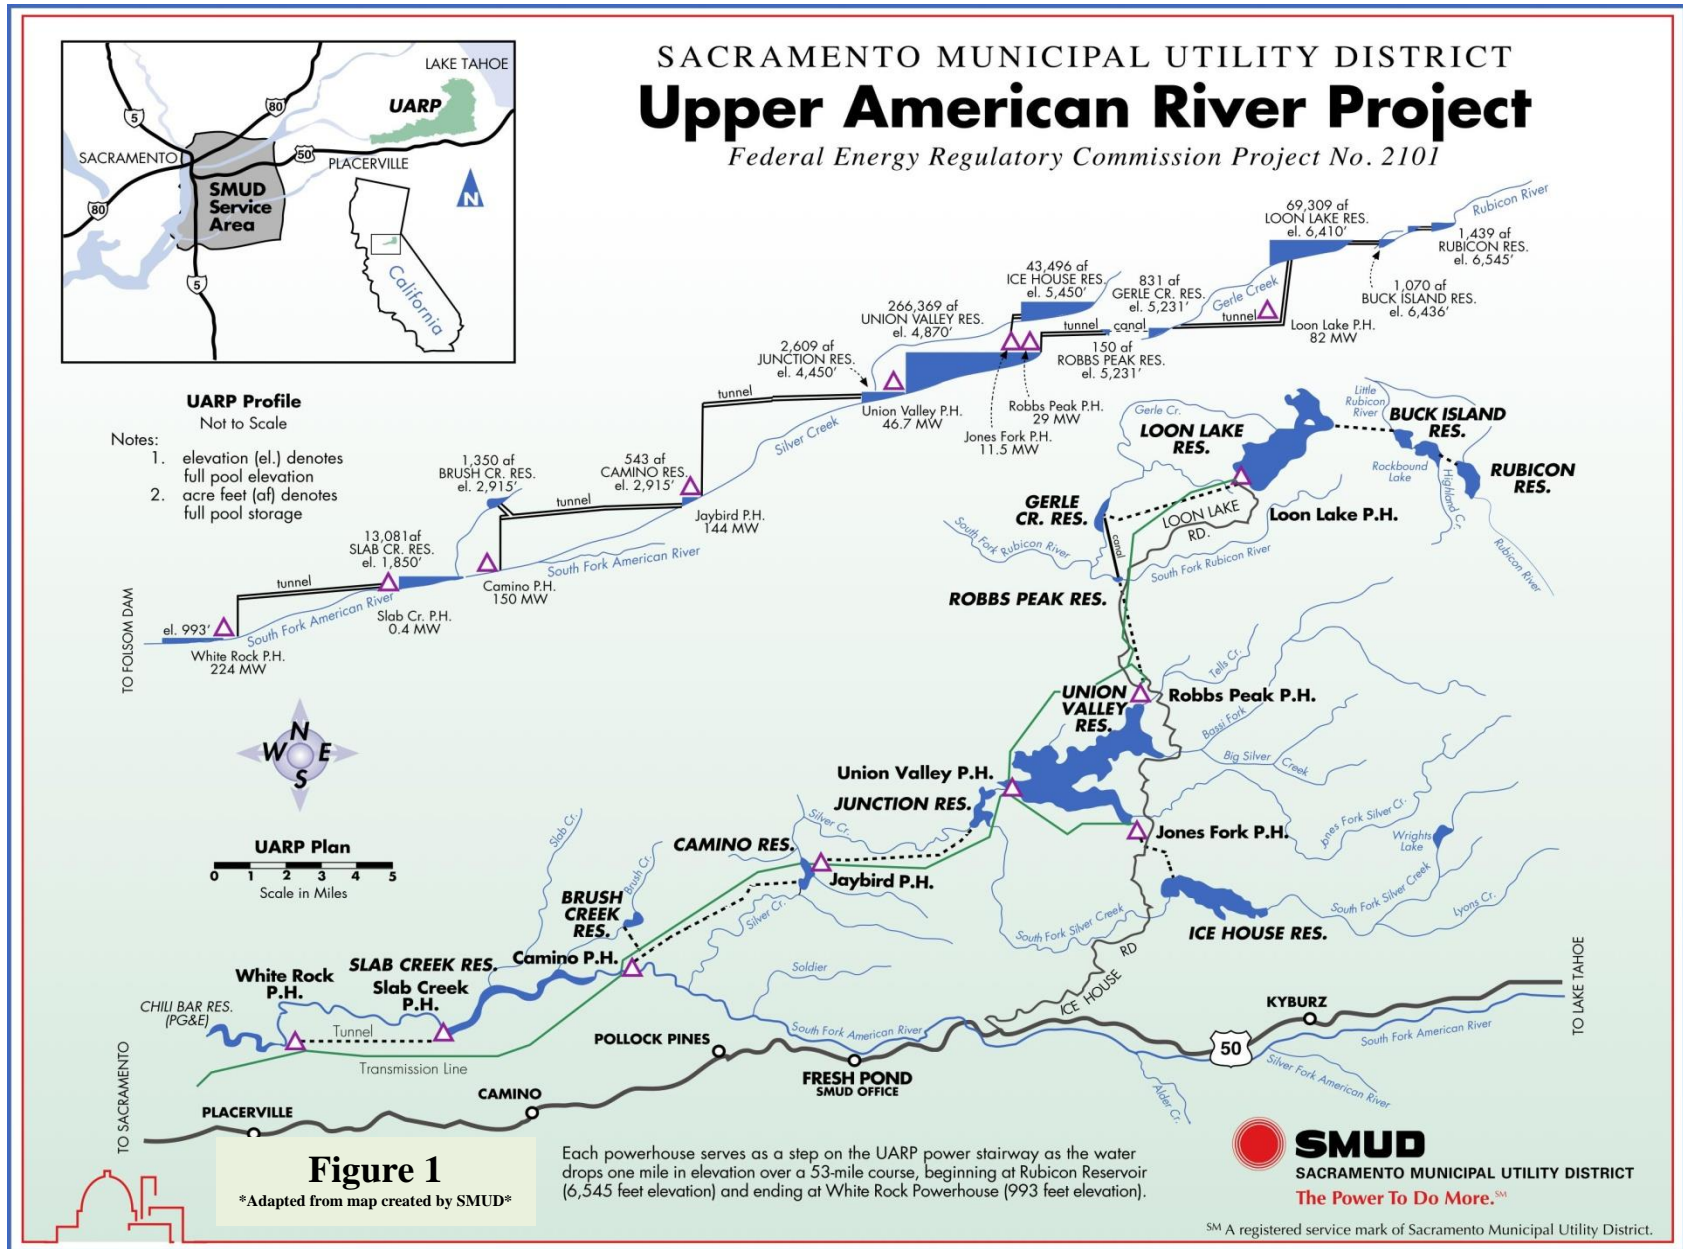 SACRAMENTO MUNICIPAL UTILITY DISTRICT
Upper American River Project
Federal Energy Regulatory Commission Project No. 2101
LAKE TAHOE
UARP
80
5
SACRAMENTO
50
PLACERVILLE
SMUD
Service
Area
80
5
N
California
UARP Profile
Not to Scale
Notes:
1. elevation (el.) denotes
full pool elevation
2. acre feet (af) denotes
full pool storage
Rubicon River
69,309 af
LOON LAKE RES.
el. 6,410'
1,439 af
RUBICON RES.
el. 6,545'
1,070 af
BUCK ISLAND RES.
el. 6,436'
43,496 af
ICE HOUSE RES.
el. 5,450'
831 af
GERLE CR. RES.
el. 5,231'
Gerle Creek
tunnel
Loon Lake P.H.
82 MW
266,369 af
UNION VALLEY RES.
el. 4,870'
tunnel
canal
150 af
ROBBS PEAK RES.
el. 5,231'
2,609 af
JUNCTION RES.
el. 4,450'
Union Valley P.H.
46.7 MW
Robbs Peak P.H.
29 MW
Jones Fork P.H.
11.5 MW
tunnel
Silver Creek
543 af
CAMINO RES.
el. 2,915'
Jaybird P.H.
144 MW
1,350 af
BRUSH CR. RES.
el. 2,915'
tunnel
13,081af
SLAB CR. RES.
el. 1,850'
Camino P.H.
150 MW
South Fork American River
tunnel
Slab Cr. P.H.
0.4 MW
South Fork American River
el. 993'
White Rock P.H.
224 MW
TO FOLSOM DAM
N
W E
S
UARP Plan
0 1 2 3 4 5
Scale in Miles
Gerle Cr.
LOON LAKE
RES.
Little
Rubicon
River
BUCK ISLAND
RES.
Rockbound
Lake
Highland Cr.
RUBICON
RES.
Rubicon River
GERLE
CR. RES.
LOON LAKE
RD.
Loon Lake P.H.
canal
South Fork Rubicon River
South Fork Rubicon River
ROBBS PEAK RES.
Tells Cr.
UNION
VALLEY
RES.
Robbs Peak P.H.
Bassi Fork
Big Silver Creek
Union Valley P.H.
JUNCTION RES.
Jones Fork P.H.
Jones Fork Silver Cr.
Wrights
Lake
Silver Cr.
CAMINO RES.
Jaybird P.H.
Silver Cr.
South Fork Silver Creek
South Fork Silver Creek
Lyons Cr.
ICE HOUSE RES.
Slab Cr.
Brush Cr.
BRUSH
CREEK
RES.
Camino P.H.
SLAB CREEK RES.
Slab Creek
P.H.
White Rock
P.H.
CHILI BAR RES.
(PG&E)
Tunnel
Transmission Line
Soldier
South Fork American River
ICE HOUSE RD
KYBURZ
50
South Fork American River
Silver Fork American River
Alder Cr.
TO LAKE TAHOE
POLLOCK PINES
FRESH POND
SMUD OFFICE
CAMINO
PLACERVILLE
TO SACRAMENTO
Figure 1
*Adapted from map created by SMUD*
Each powerhouse serves as a step on the UARP power stairway as the water
drops one mile in elevation over a 53-mile course, beginning at Rubicon Reservoir
(6,545 feet elevation) and ending at White Rock Powerhouse (993 feet elevation).
SMUD
SACRAMENTO MUNICIPAL UTILITY DISTRICT
The Power To Do More.SM
SM A registered service mark of Sacramento Municipal Utility District.